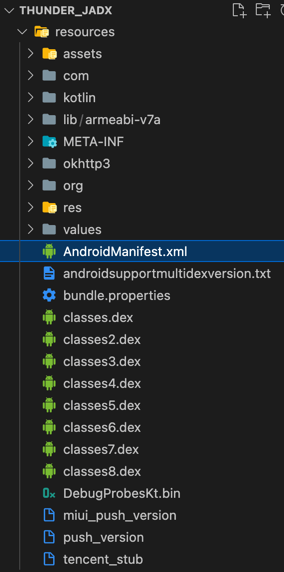 THUNDER_JADX
resources
assets
com
kotlin
lib/armeabi-v7a
META-INF
okhttp3
org
res
values
AndroidManifest.xml
androidsupportmultidexversion.txt
bundle.properties
classes.dex
classes2.dex
classes3.dex
classes4.dex
classes5.dex
classes6.dex
classes7.dex
classes8.dex
DebugProbesKt.bin
miui_push_version
push_version
tencent_stub